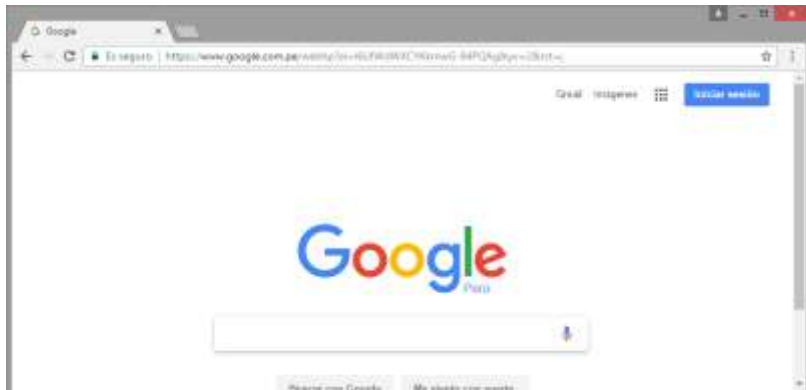 Google
Es seguro | https://www.google.com.pe
Gmail Imágenes Iniciar sesión
Google
Perú
Buscar con Google Me siento con suerte